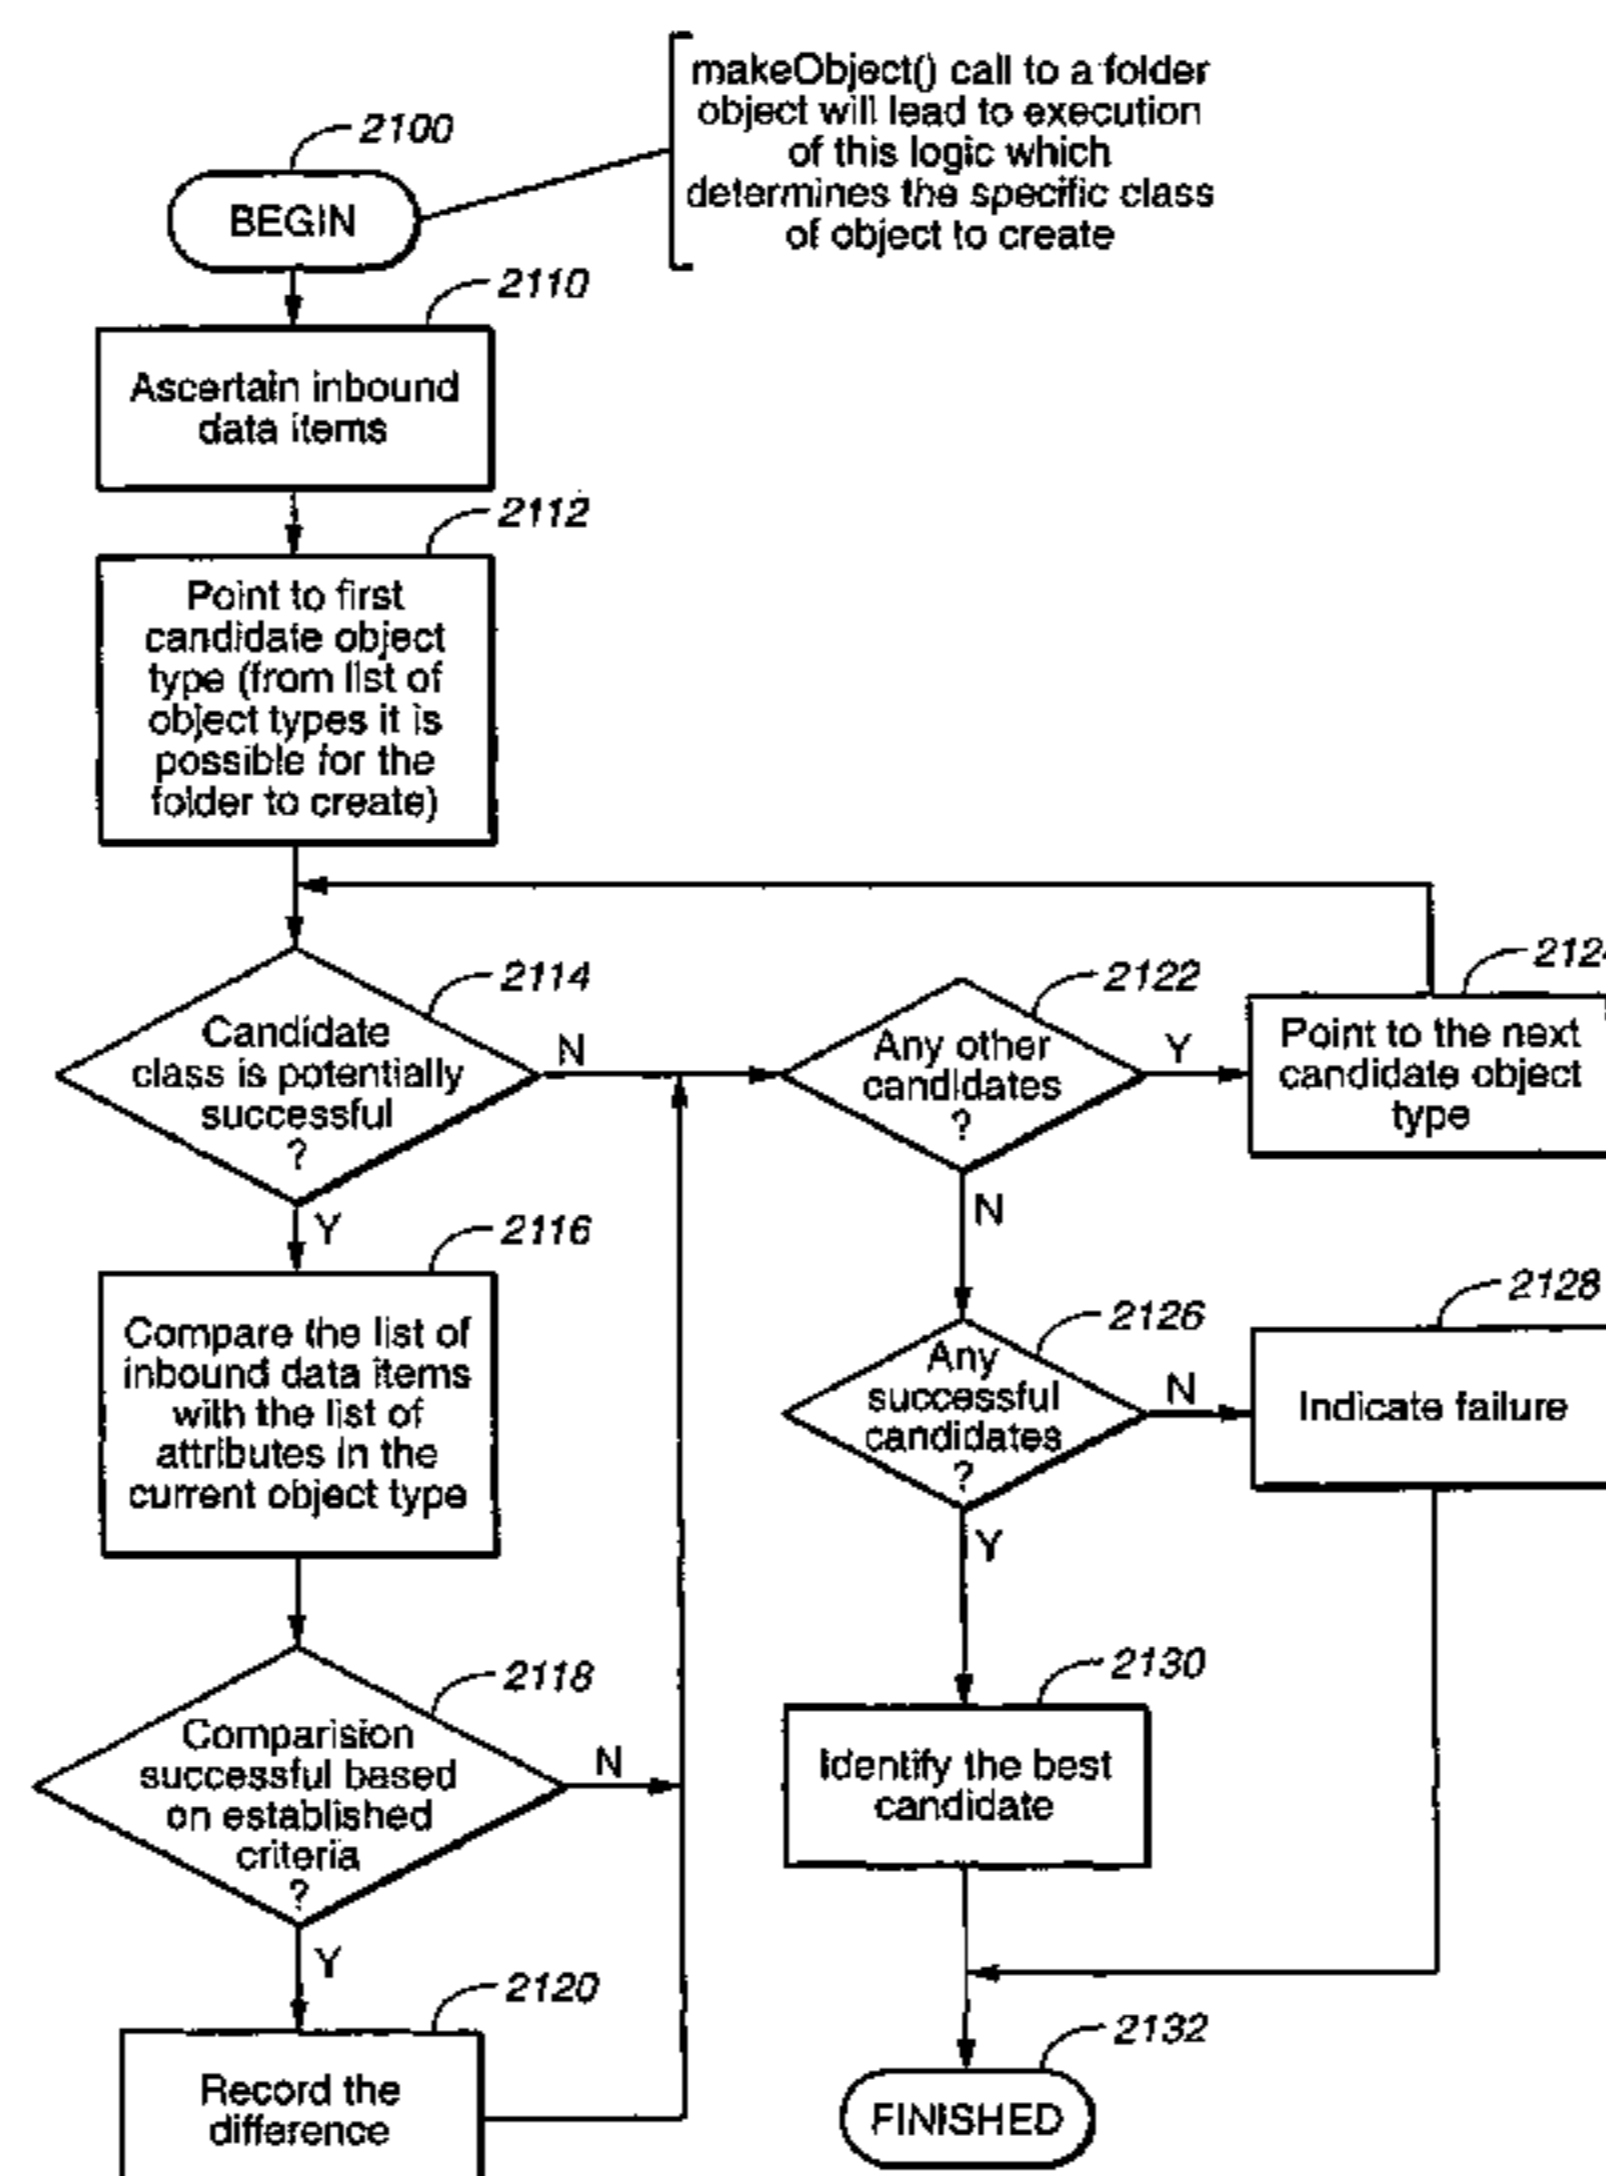 makeObject() call to a folder
object will lead to execution
of this logic which
determines the specific class
of object to create
2100
BEGIN
2110
Ascertain inbound
data items
2112
Point to first
candidate object
type (from list of
object types it is
possible for the
folder to create)
2114
Candidate
class is potentially
successful
?
N
Y
2122
Any other
candidates
?
Y
N
2124
Point to the next
candidate object
type
2116
Compare the list of
inbound data items
with the list of
attributes in the
current object type
2126
Any
successful
candidates
?
N
Y
2128
Indicate failure
2118
Comparision
successful based
on established
criteria
?
N
Y
2130
Identify the best
candidate
2120
Record the
difference
2132
FINISHED